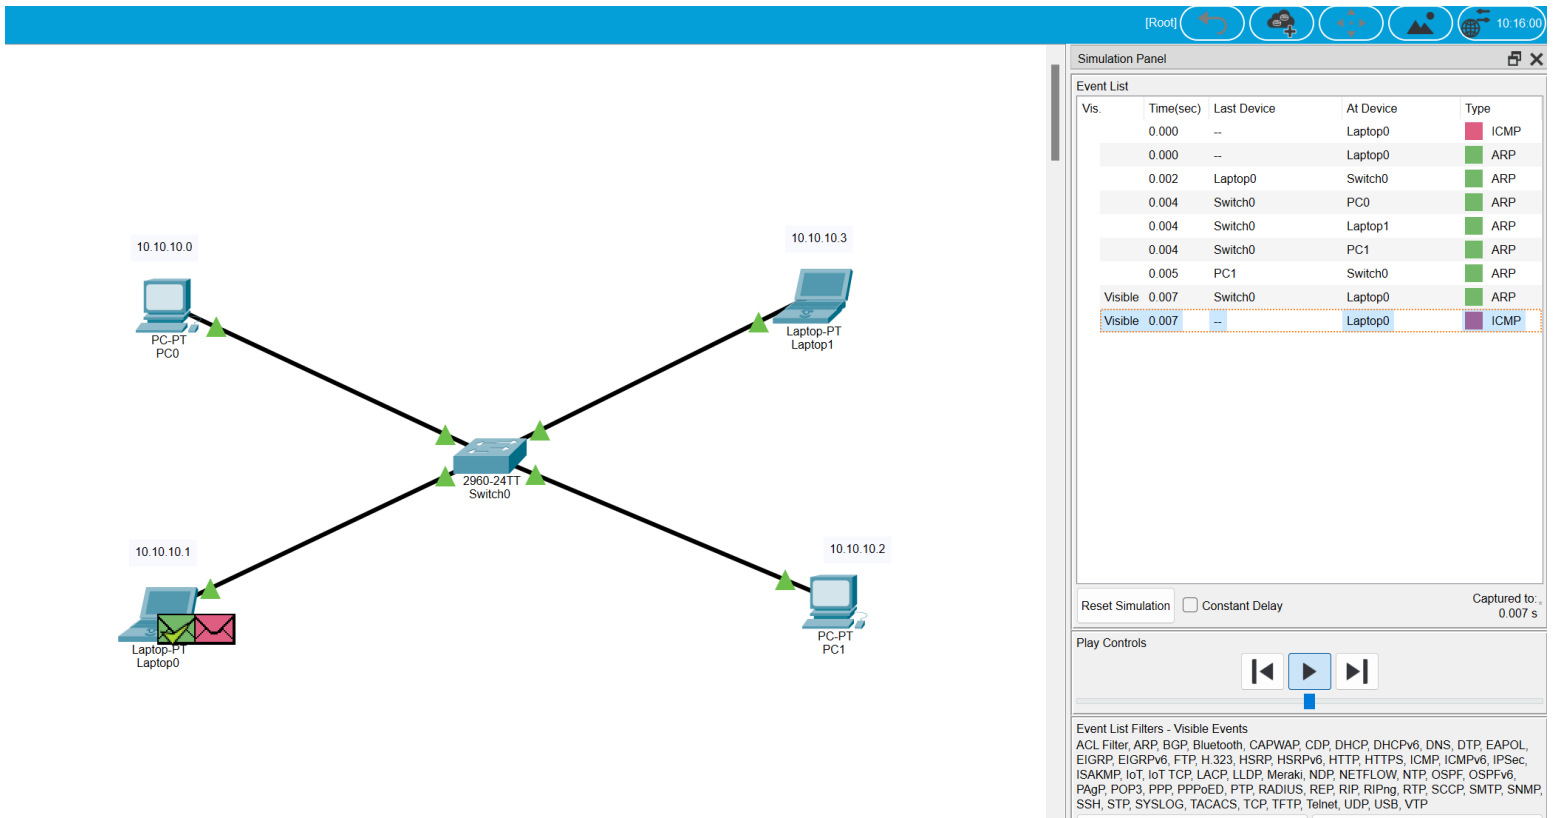 [Root]
10:16:00
Simulation Panel
Event List
Vis. Time(sec) Last Device At Device Type
0.000 -- Laptop0 ICMP
0.000 -- Laptop0 ARP
0.002 Laptop0 Switch0 ARP
0.004 Switch0 PC0 ARP
0.004 Switch0 Laptop1 ARP
0.004 Switch0 PC1 ARP
0.005 PC1 Switch0 ARP
Visible 0.007 Switch0 Laptop0 ARP
Visible 0.007 -- Laptop0 ICMP
10.10.10.0
PC-PT
PC0
10.10.10.3
Laptop-PT
Laptop1
2960-24TT
Switch0
10.10.10.1
Laptop-PT
Laptop0
10.10.10.2
PC-PT
PC1
Reset Simulation Constant Delay
Captured to:
0.007 s
Play Controls
Event List Filters - Visible Events
ACL Filter, ARP, BGP, Bluetooth, CAPWAP, CDP, DHCP, DHCPv6, DNS, DTP, EAPOL,
EIGRP, EIGRPv6, FTP, H.323, HSRP, HSRPv6, HTTP, HTTPS, ICMP, ICMPv6, IPSec,
ISAKMP, IoT, IoT TCP, LACP, LLDP, Meraki, NDP, NETFLOW, NTP, OSPF, OSPFv6,
PAgP, POP3, PPP, PPPoED, PTP, RADIUS, REP, RIP, RIPng, RTP, SCCP, SMTP, SNMP,
SSH, STP, SYSLOG, TACACS, TCP, TFTP, Telnet, UDP, USB, VTP